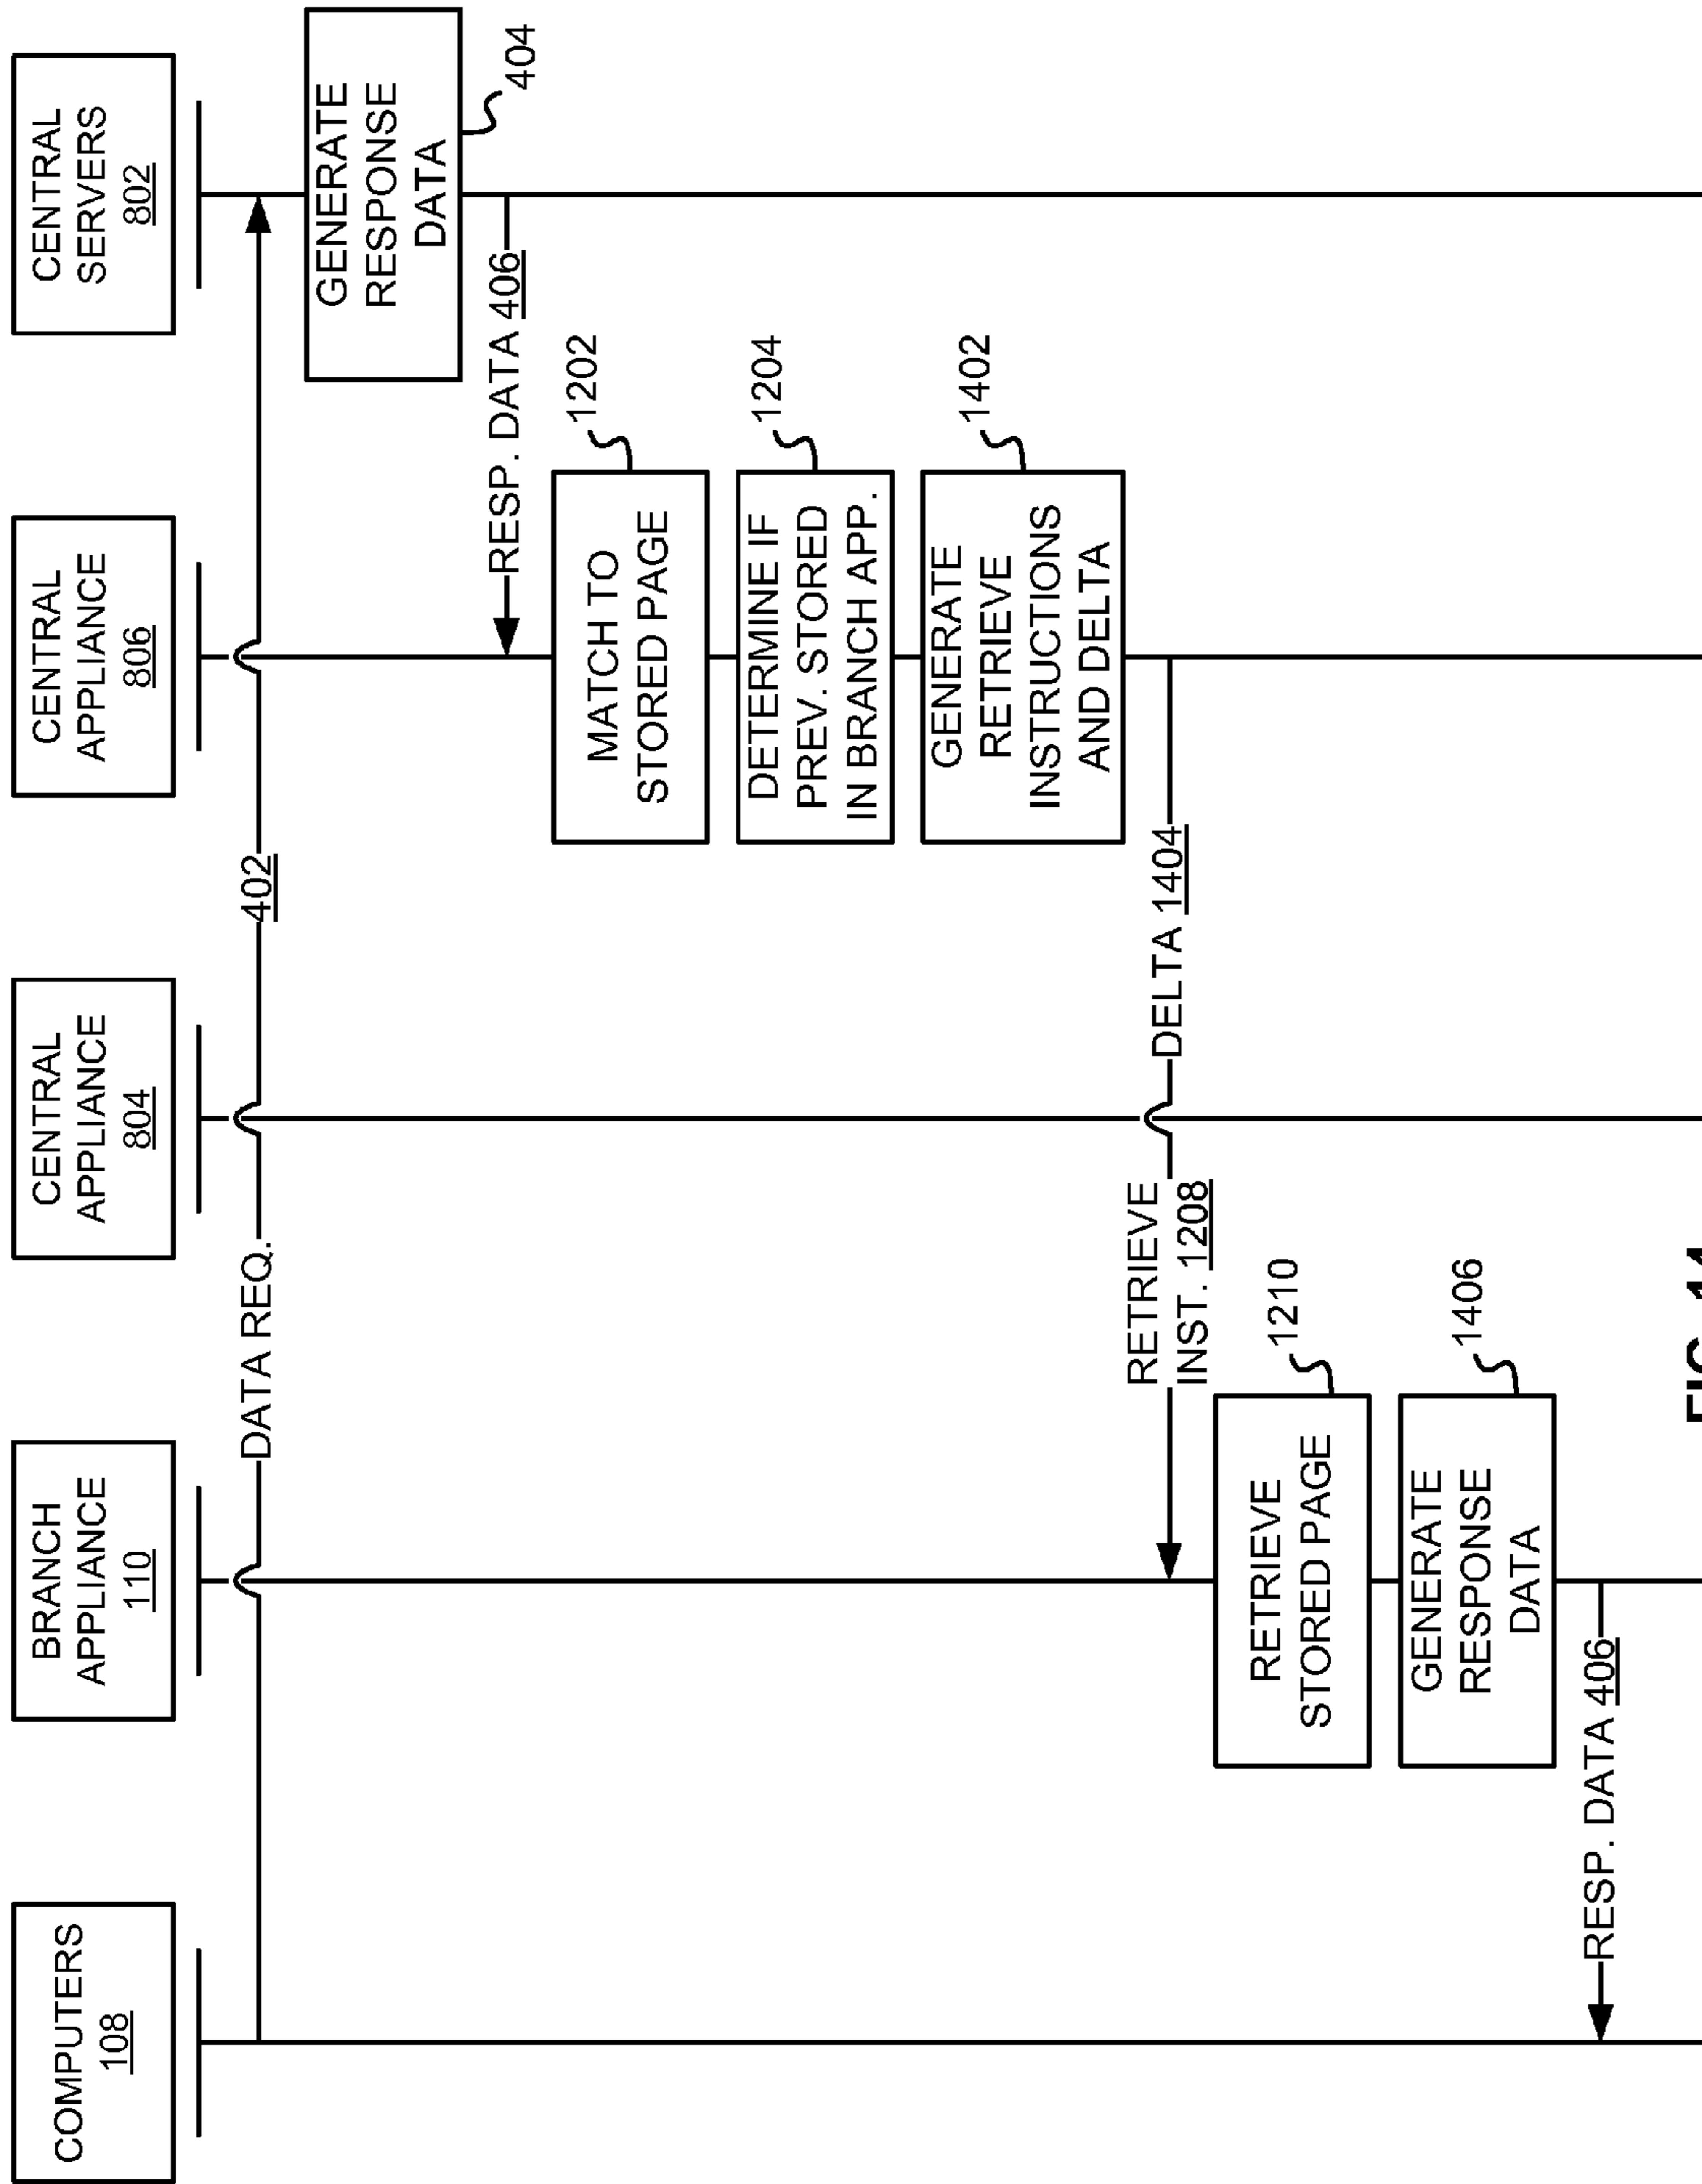 COMPUTERS
108
BRANCH
APPLIANCE
110
CENTRAL
APPLIANCE
804
CENTRAL
APPLIANCE
806
CENTRAL
SERVERS
802
DATA REQ.
402
GENERATE
RESPONSE
DATA
404
RESP. DATA 406
MATCH TO
STORED PAGE
1202
DETERMINE IF
PREV. STORED
IN BRANCH APP.
1204
GENERATE
RETRIEVE
INSTRUCTIONS
AND DELTA
1402
RETRIEVE
INST. 1208
DELTA 1404
RETRIEVE
STORED PAGE
1210
GENERATE
RESPONSE
DATA
1406
RESP. DATA 406
FIG. 14